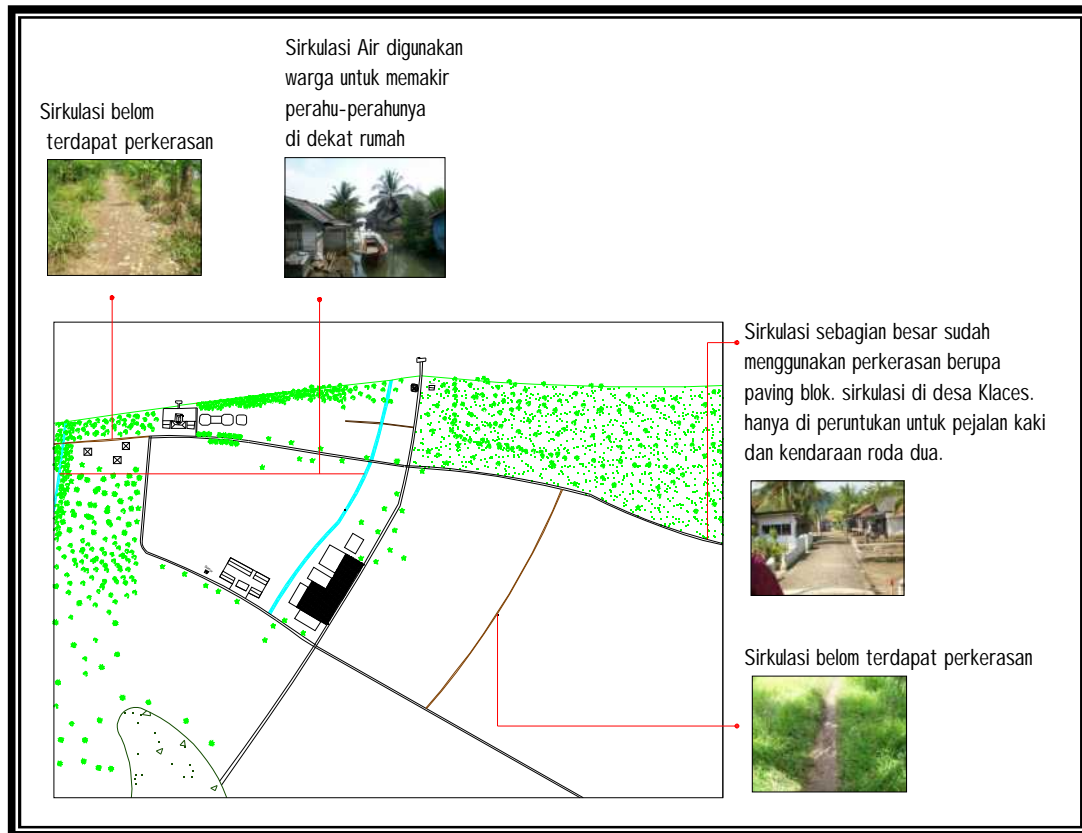 Sirkulasi Air digunakan
warga untuk memakir
perahu-perahunya
di dekat rumah
Sirkulasi belom
terdapat perkerasan
Sirkulasi sebagian besar sudah
menggunakan perkerasan berupa
paving blok. sirkulasi di desa Klaces.
hanya di peruntukan untuk pejalan kaki
dan kendaraan roda dua.
Sirkulasi belom terdapat perkerasan